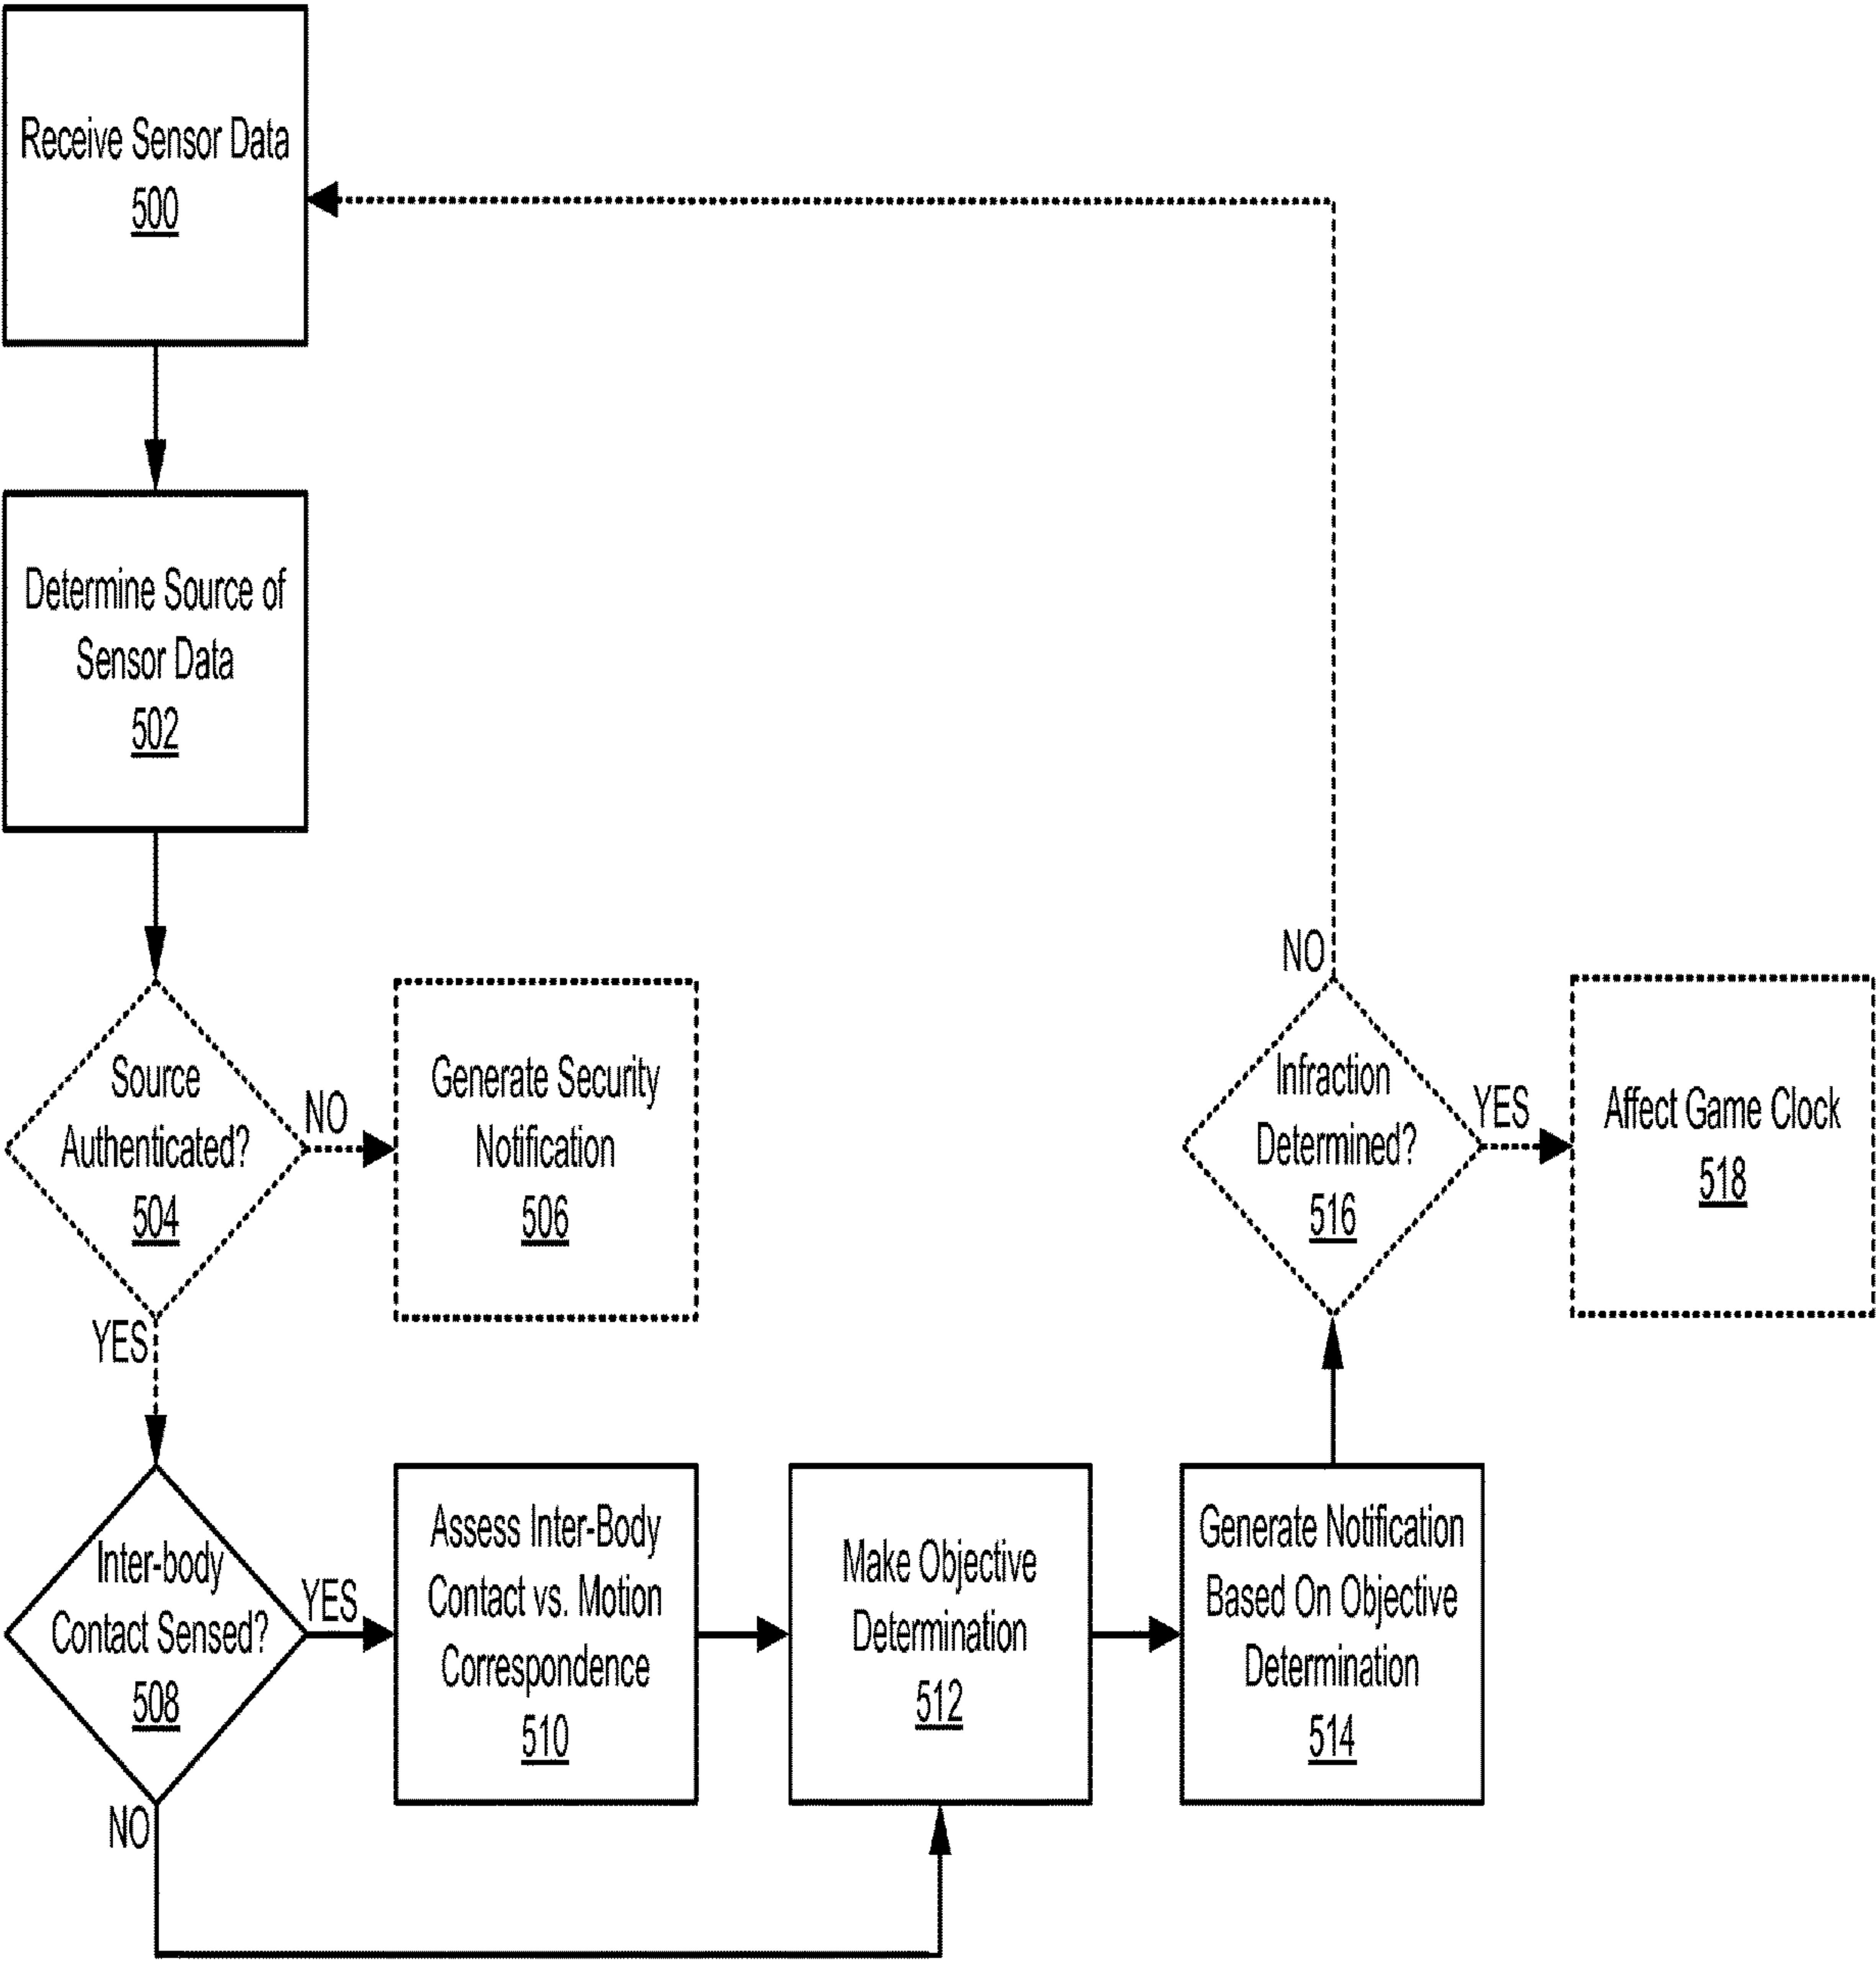 Receive Sensor Data
500
Determine Source of
Sensor Data
502
Source
Authenticated?
504
NO
YES
Generate Security
Notification
506
Inter-body
Contact Sensed?
508
YES
NO
Assess Inter-Body
Contact vs. Motion
Correspondence
510
Make Objective
Determination
512
Generate Notification
Based On Objective
Determination
514
NO
Infraction
Determined?
516
YES
Affect Game Clock
518